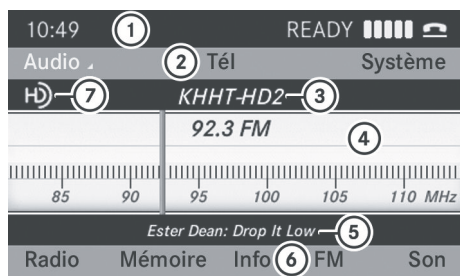 10:49 1 READY
Audio 2 Tél Système
HD 7 KHHT-HD2 3
92.3 FM 4
85 90 95 100 105 110 MHz
Ester Dean: Drop It Low 5
Radio Mémoire Info 6 FM Son